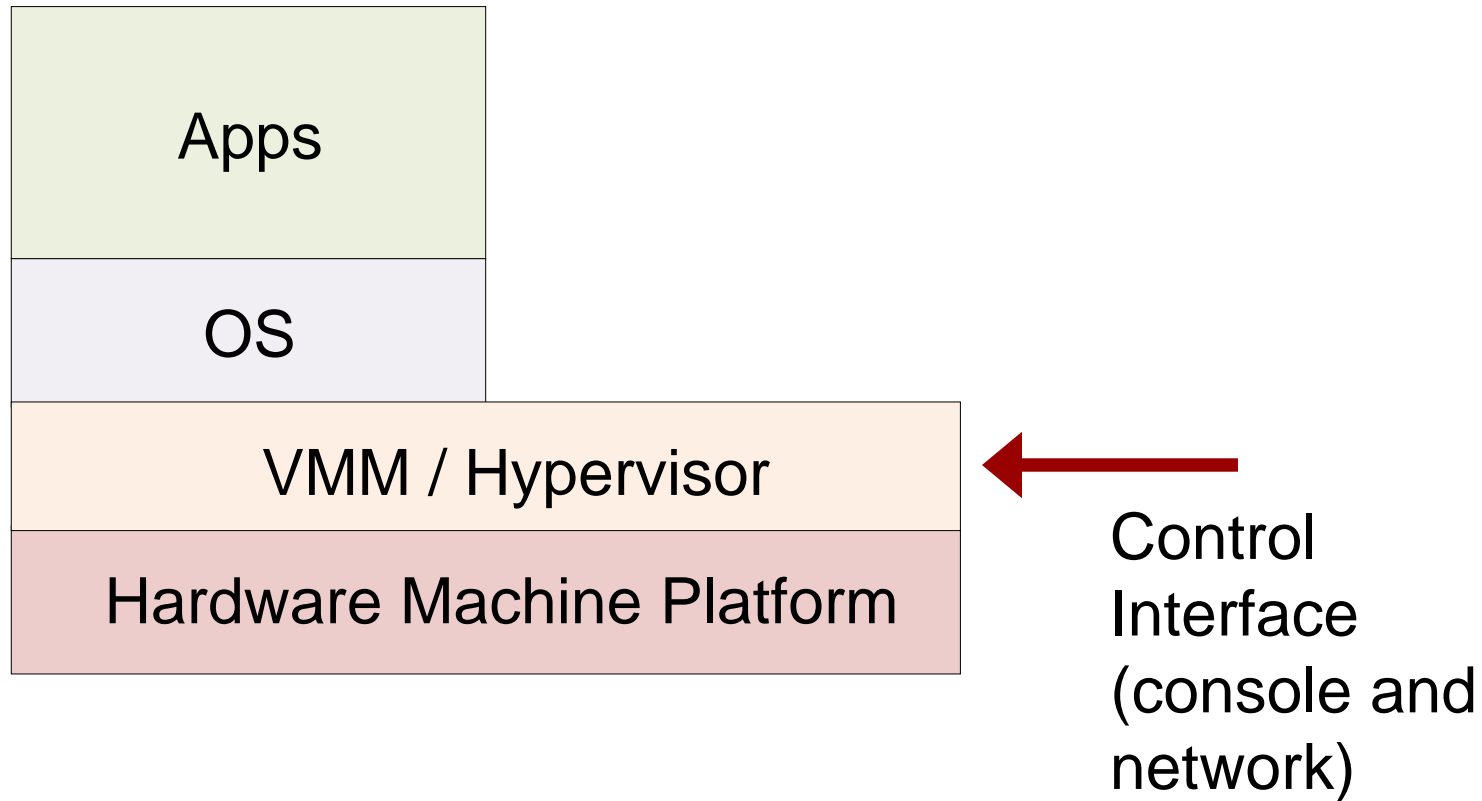 Apps
OS
VMM / Hypervisor
Hardware Machine Platform
Control
Interface
(console and
network)